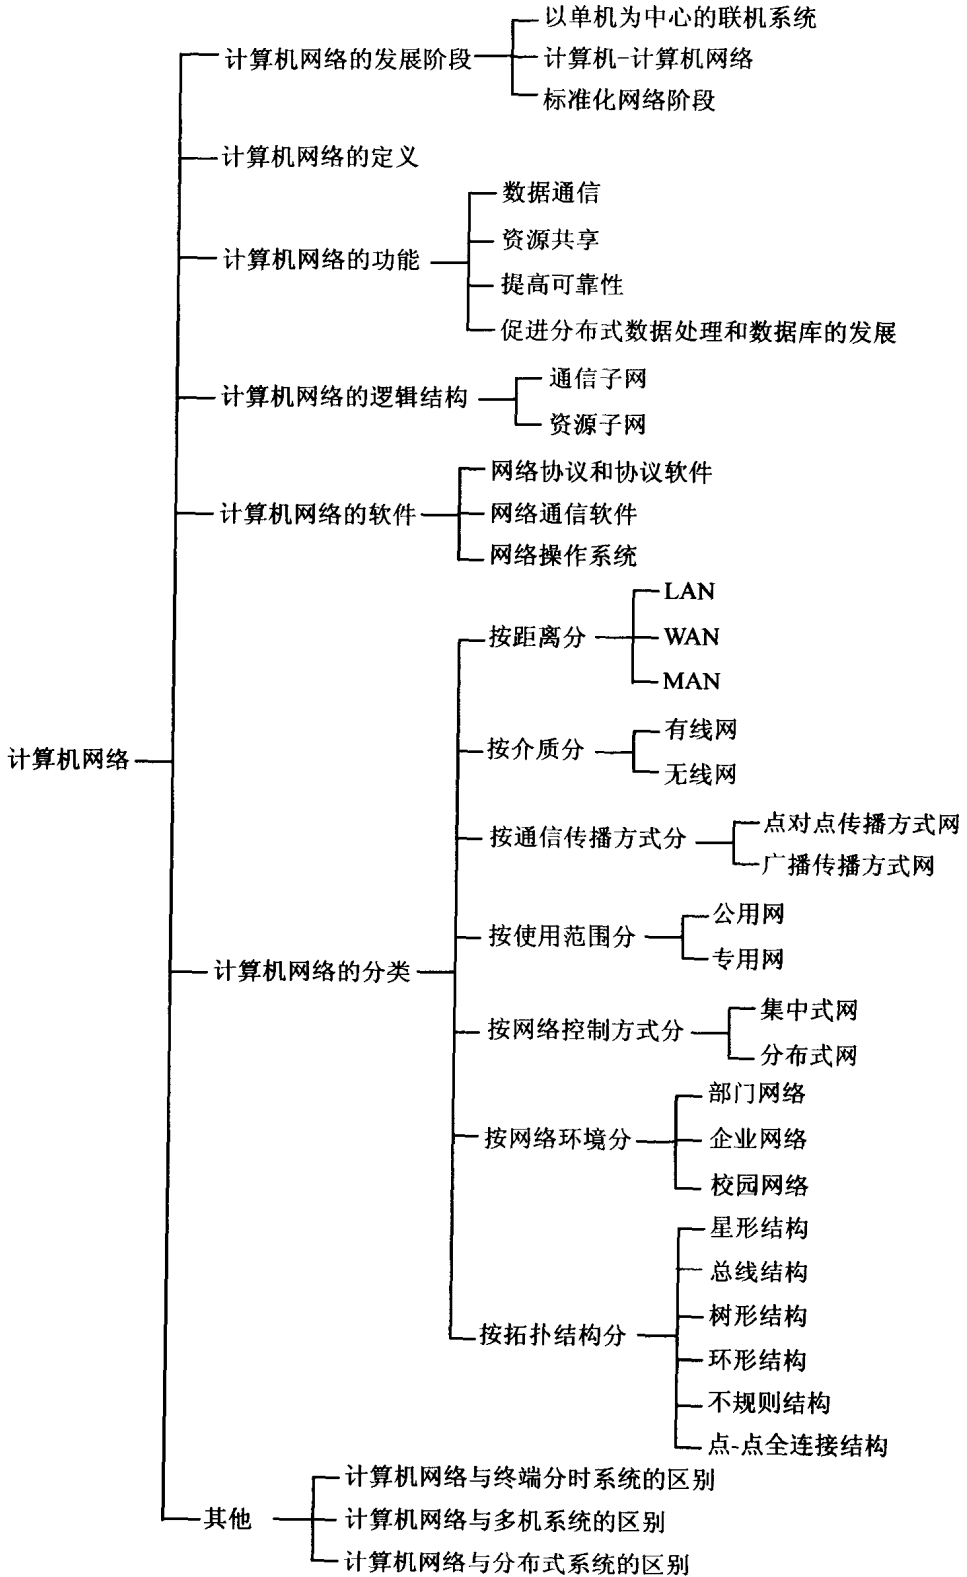 以单机为中心的联机系统
计算机网络的发展阶段
计算机-计算机网络
标准化网络阶段
计算机网络的定义
数据通信
资源共享
计算机网络的功能
提高可靠性
促进分布式数据处理和数据库的发展
通信子网
计算机网络的逻辑结构
资源子网
网络协议和协议软件
计算机网络的软件
网络通信软件
网络操作系统
LAN
按距离分
WAN
MAN
有线网
按介质分
无线网
计算机网络
点对点传播方式网
按通信传播方式分
广播传播方式网
公用网
按使用范围分
专用网
计算机网络的分类
集中式网
按网络控制方式分
分布式网
部门网络
按网络环境分
企业网络
校园网络
星形结构
总线结构
树形结构
按拓扑结构分
环形结构
不规则结构
点-点全连接结构
计算机网络与终端分时系统的区别
其他
计算机网络与多机系统的区别
计算机网络与分布式系统的区别